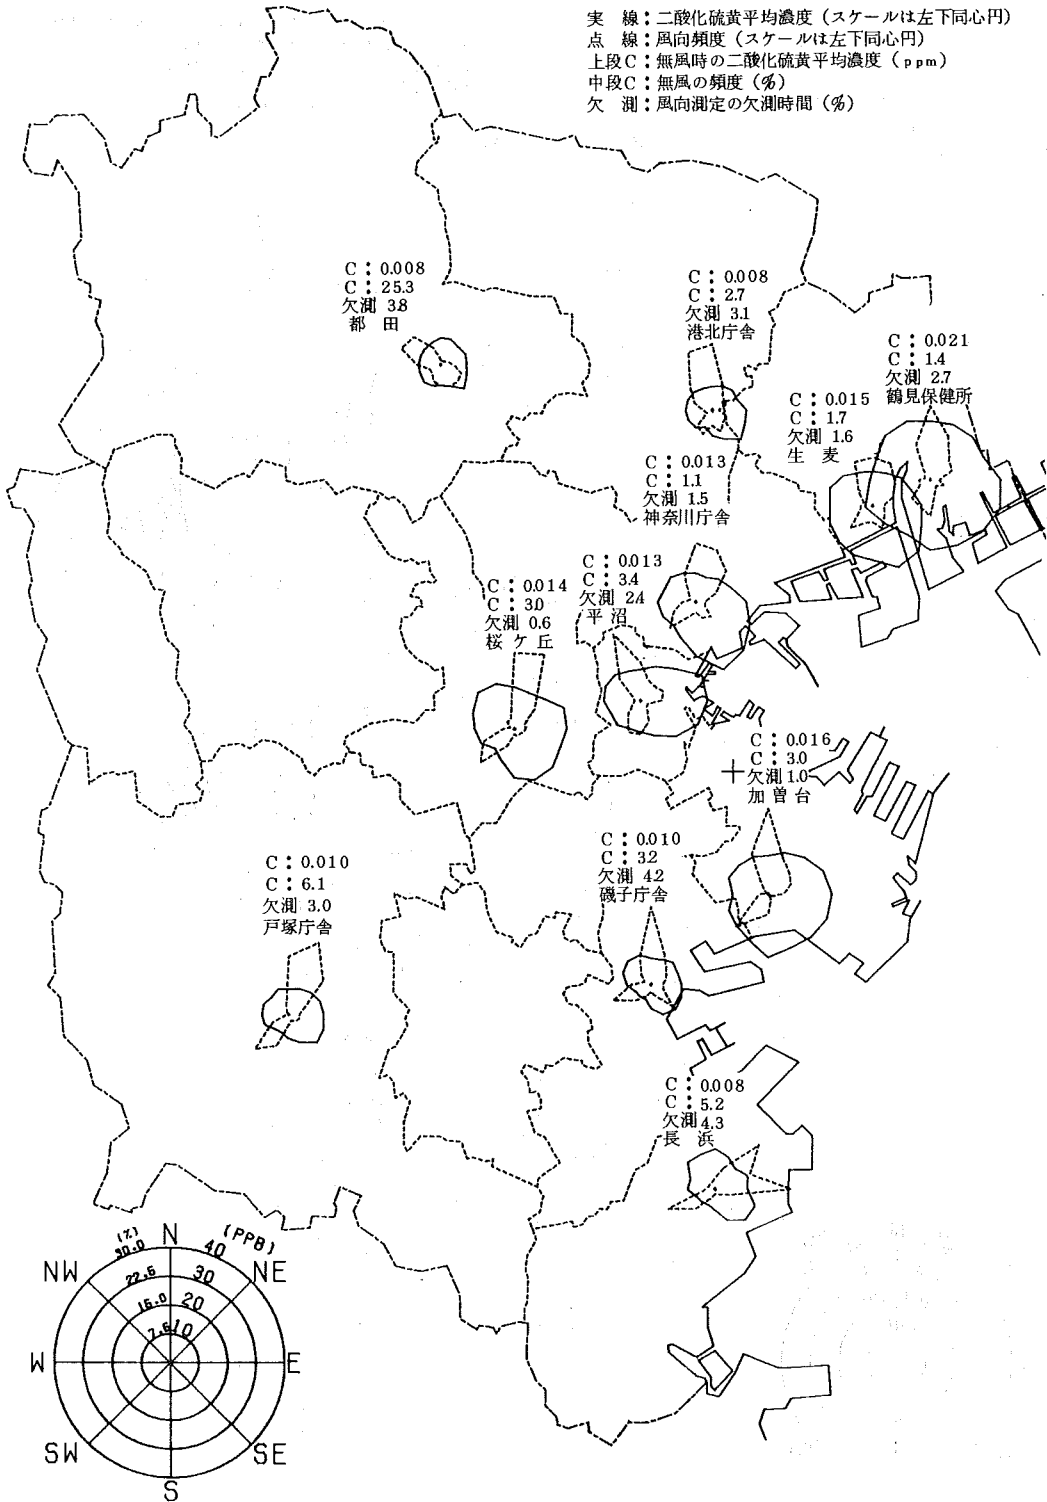 実 線：二酸化硫黄平均濃度（スケールは左下同心円）
点 線：風向頻度（スケールは左下同心円）
上段C：無風時の二酸化硫黄平均濃度（ppm）
中段C：無風の頻度（％）
欠 測：風向測定の欠測時間（％）
C：0.008
C：25.3
欠測 3.8
都 田
C：0.008
C：2.7
欠測 3.1
港北庁舎
C：0.021
C：1.4
欠測 2.7
鶴見保健所
C：0.015
C：1.7
欠測 1.6
生 麦
C：0.013
C：1.1
欠測 1.5
神奈川庁舎
C：0.013
C：3.4
欠測 2.4
平 沼
C：0.014
C：3.0
欠測 0.6
桜ケ丘
C：0.016
C：3.0
欠測 1.0
加曽台
C：0.010
C：3.2
欠測 4.2
磯子庁舎
C：0.010
C：6.1
欠測 3.0
戸塚庁舎
C：0.008
C：5.2
欠測 4.3
長 浜
(%) N (PPB)
30.0 40
NW NE
22.5 30
15.0 20
7.5 10
W E
SW SE
S